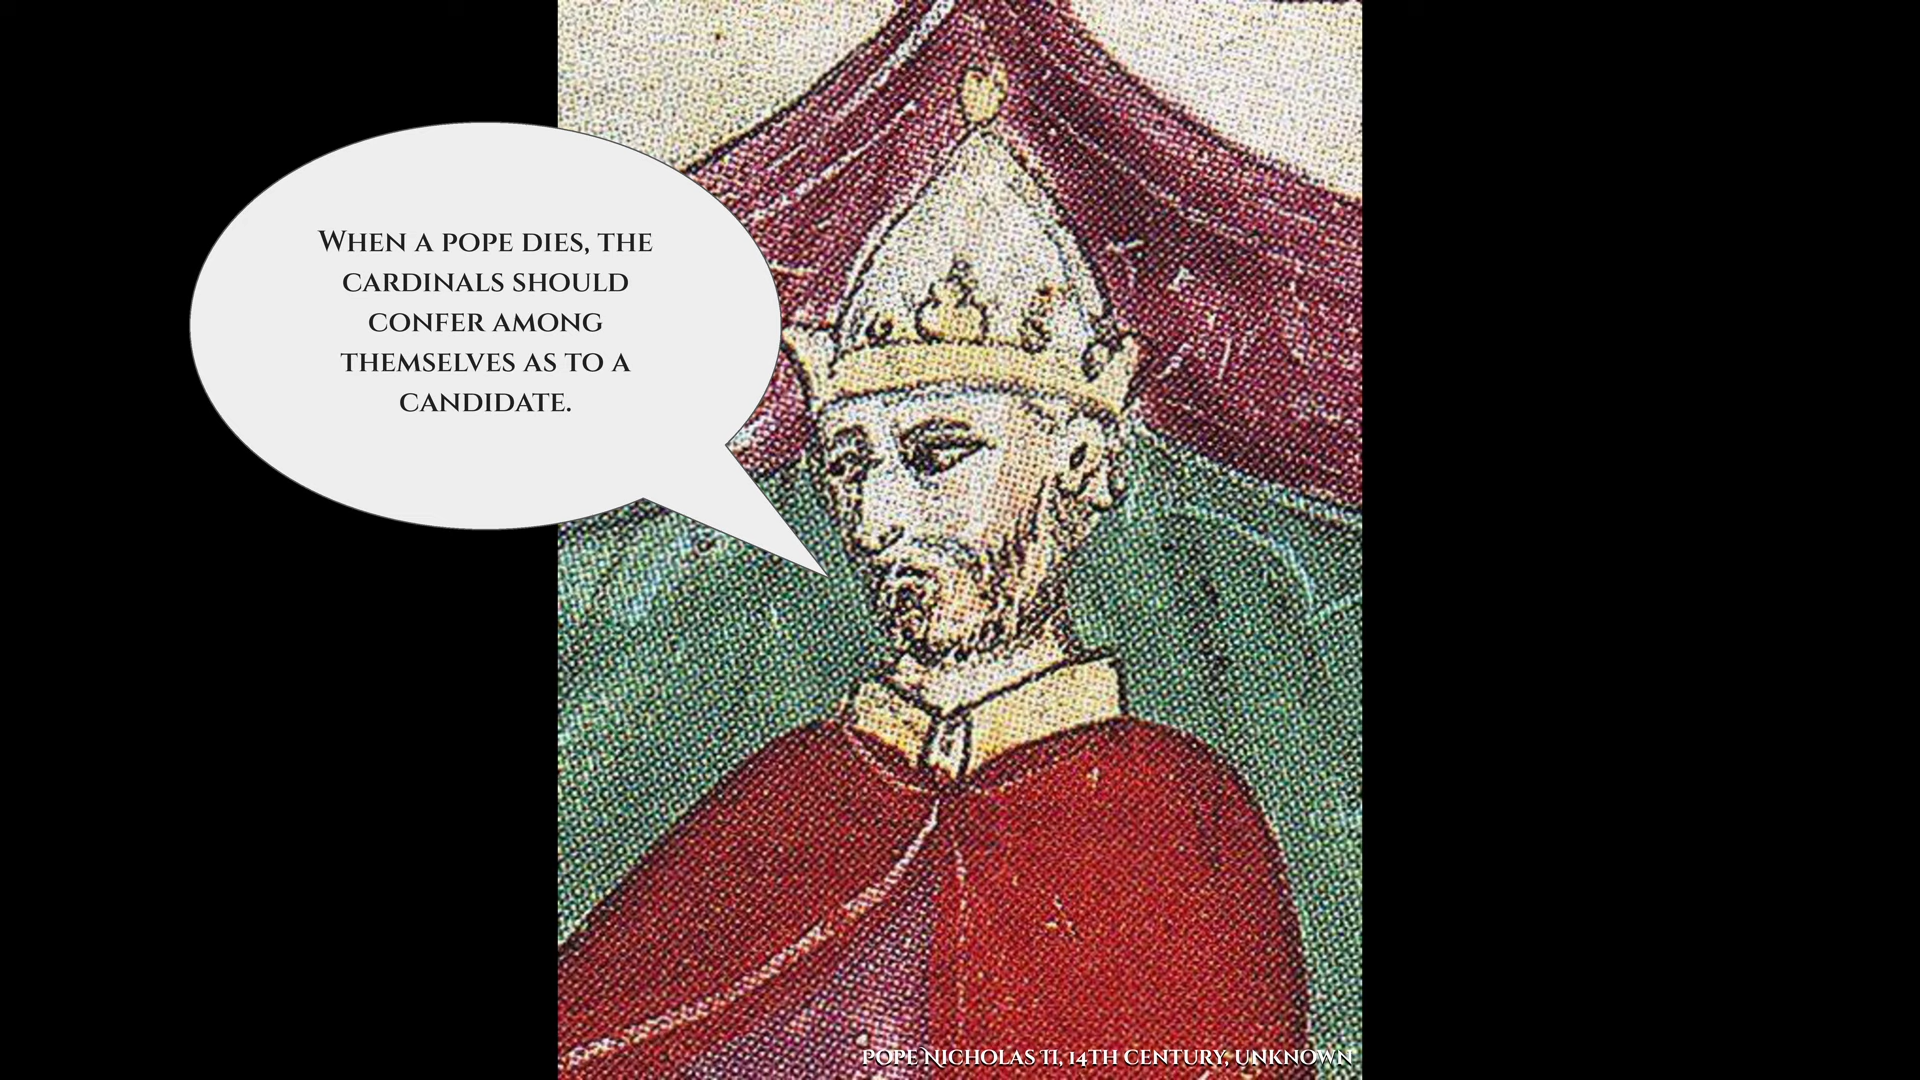 When a pope dies, the
cardinals should
confer among
themselves as to a
candidate.
Pope Nicholas II, 14th century, unknown